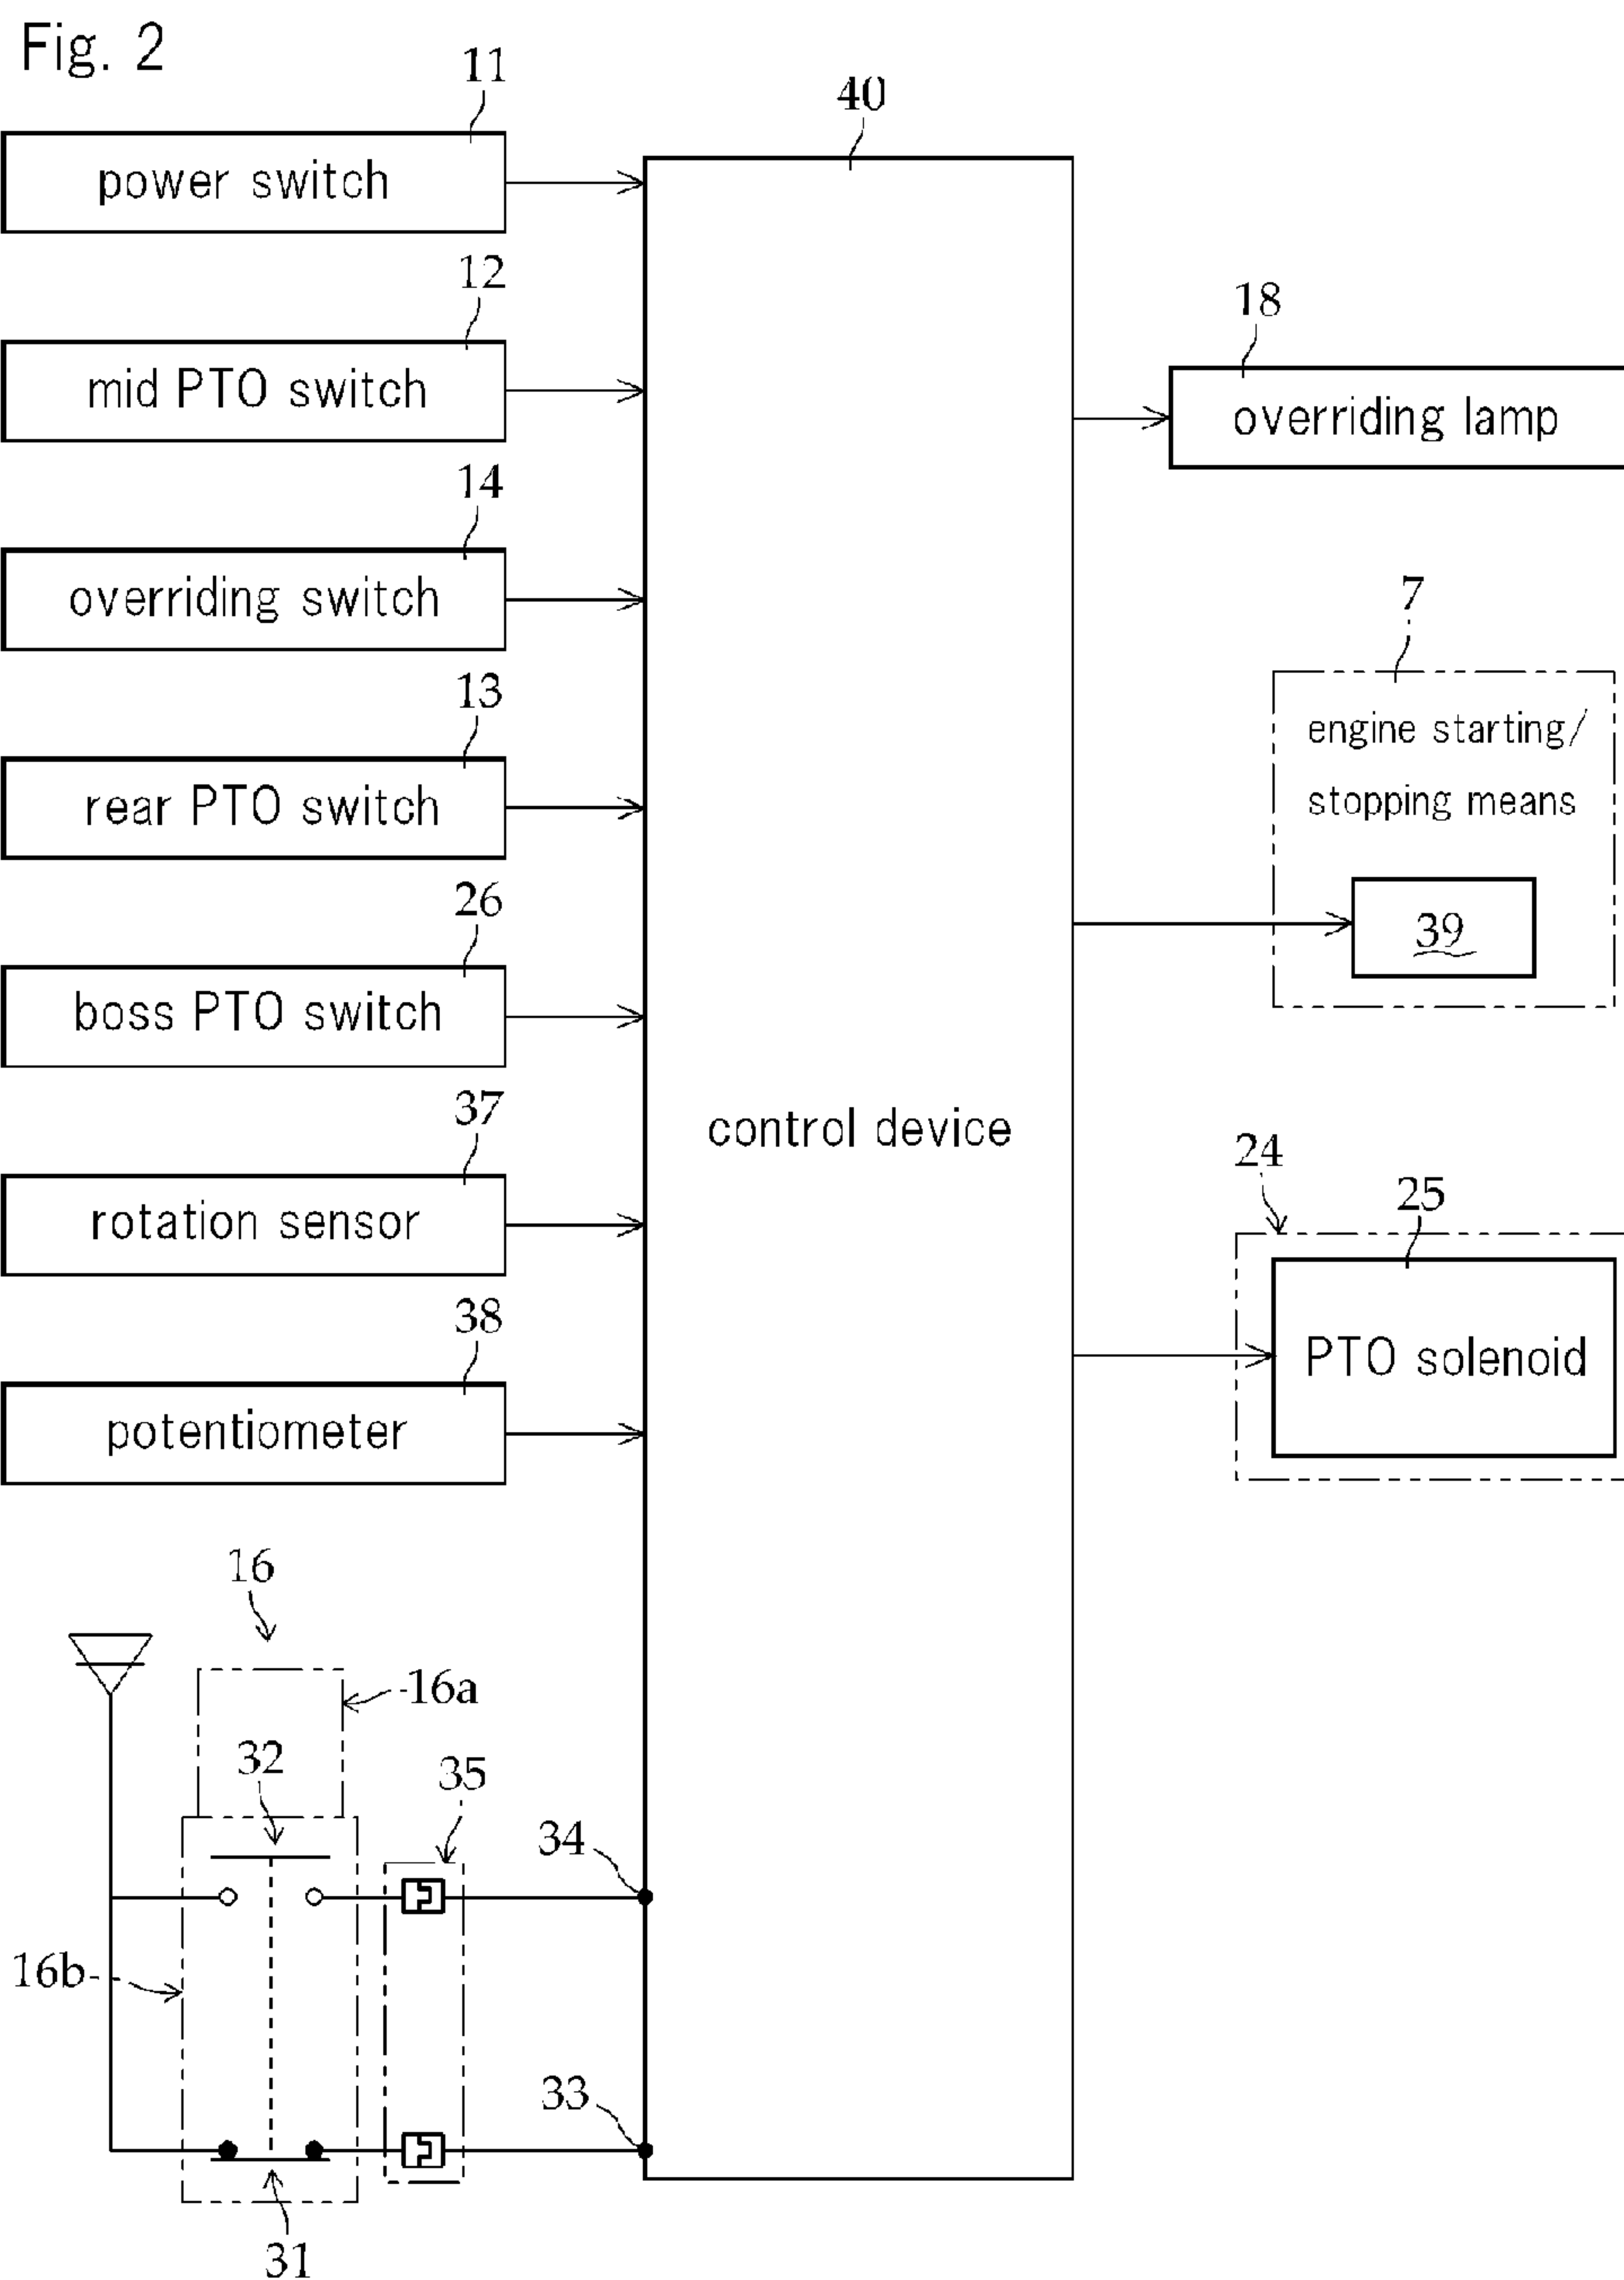 Fig. 2
11
power switch
40
12
mid PTO switch
18
overriding lamp
14
overriding switch
7
engine starting/
stopping means
39
13
rear PTO switch
26
boss PTO switch
control device
37
rotation sensor
24
25
PTO solenoid
38
potentiometer
16
16a
32
35
34
16b
33
31